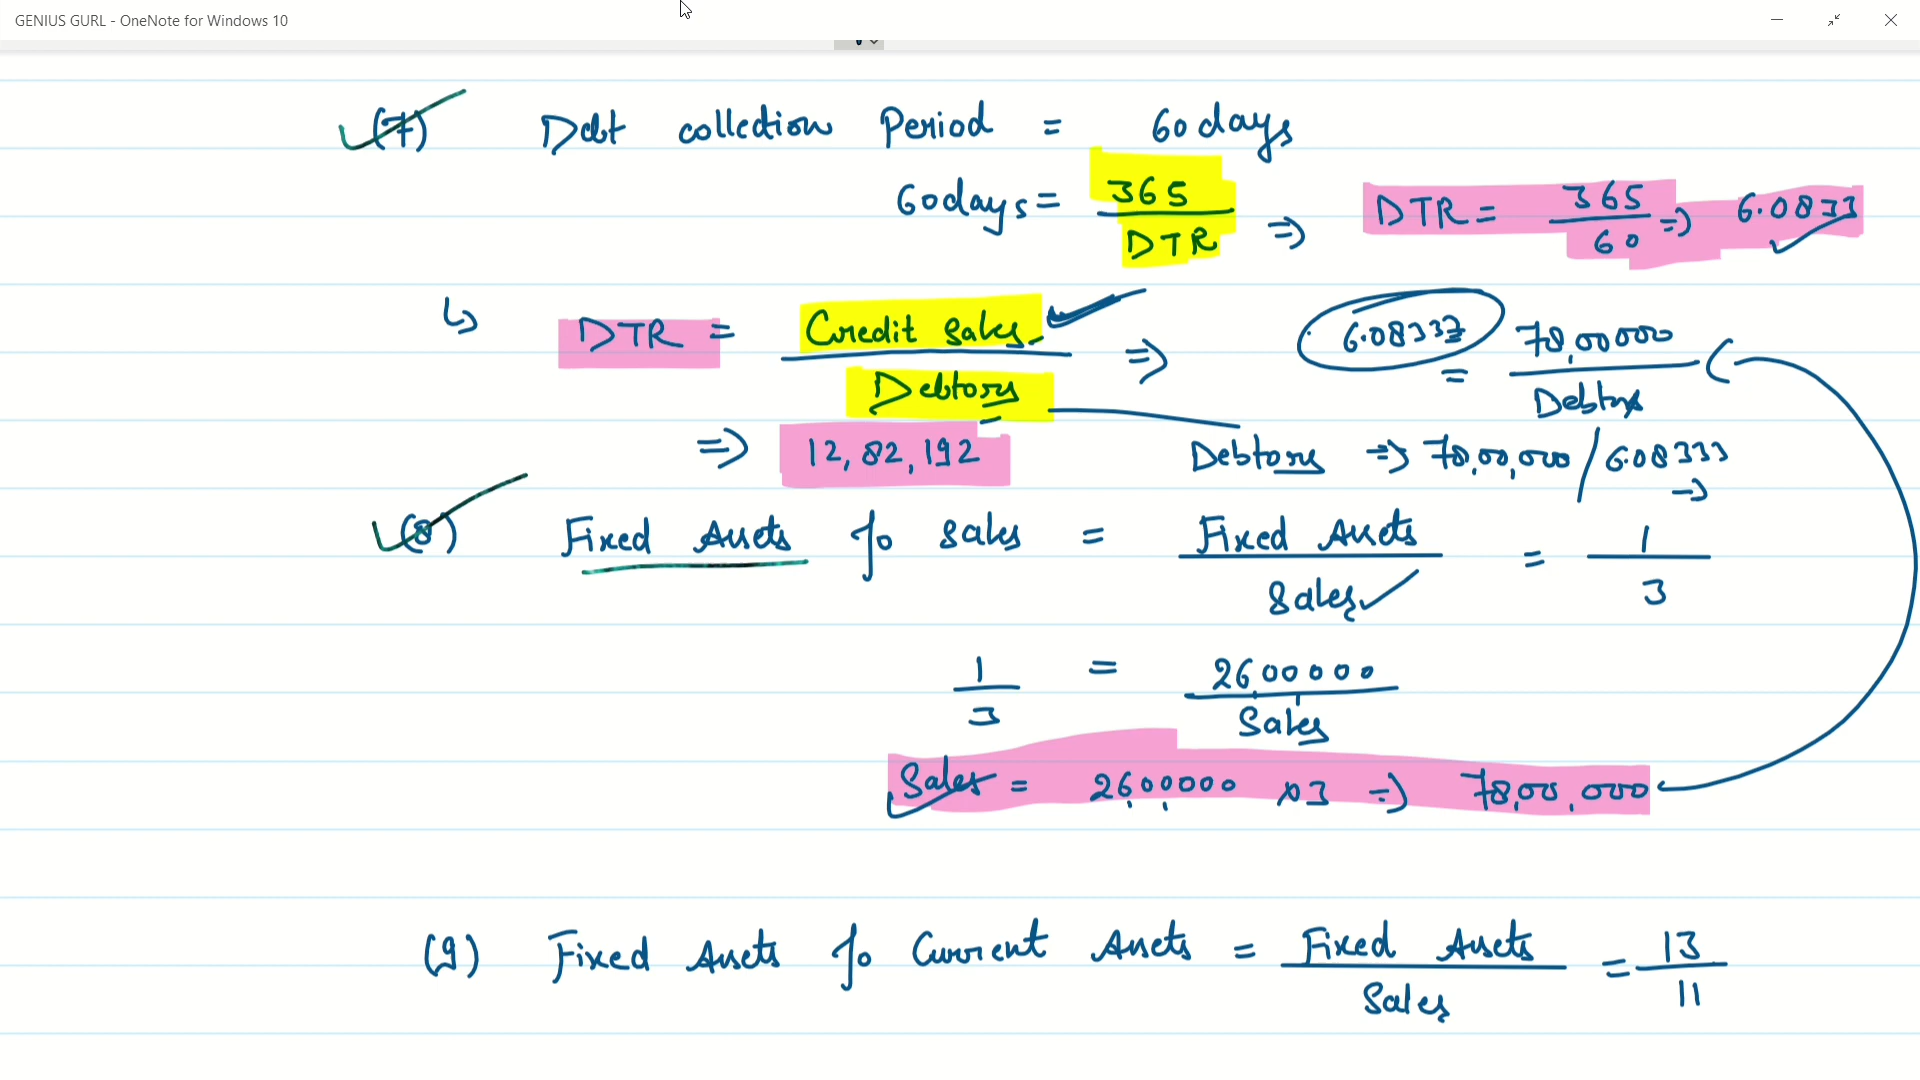 GENIUS GURL - OneNote for Windows 10
(7) Debt collection Period = 60 days
60 days = 365 / DTR ⇒ DTR = 365 / 60 ⇒ 6.0833
↳ DTR = Credit Sales / Debtors ⇒ 6.08333 = 78,00000 / Debtors
⇒ 12,82,192 Debtors ⇒ 78,00,000 / 6.08333 ⇒
(8) Fixed Assets to Sales = Fixed Assets / Sales = 1 / 3
1 / 3 = 2600000 / Sales
Sales = 2600000 x 3 ⇒ 78,00,000
(9) Fixed Assets to Current Assets = Fixed Assets / Sales = 13 / 11